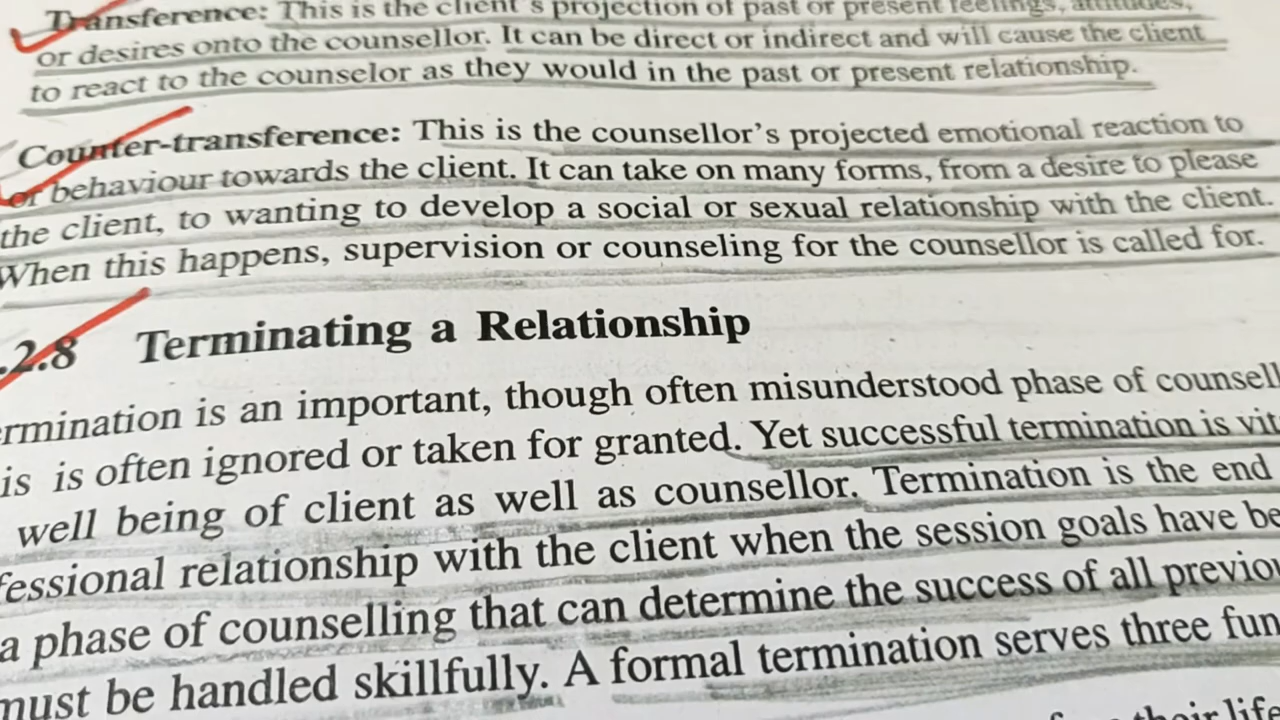 Transference: This is the client's projection of past or present feelings, attitudes,
or desires onto the counsellor. It can be direct or indirect and will cause the client
to react to the counselor as they would in the past or present relationship.
Counter-transference: This is the counsellor's projected emotional reaction to
or behaviour towards the client. It can take on many forms, from a desire to please
the client, to wanting to develop a social or sexual relationship with the client.
When this happens, supervision or counseling for the counsellor is called for.
.2.8 Terminating a Relationship
ermination is an important, though often misunderstood phase of counsell
is is often ignored or taken for granted. Yet successful termination is vit
well being of client as well as counsellor. Termination is the end
fessional relationship with the client when the session goals have be
a phase of counselling that can determine the success of all previou
must be handled skillfully. A formal termination serves three fun
their life